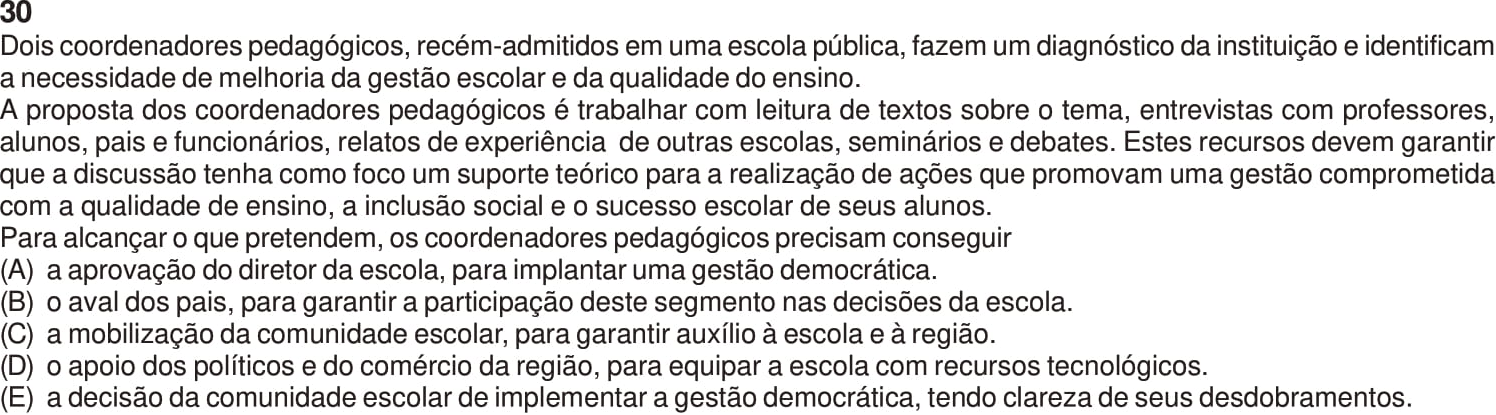 30
Dois coordenadores pedagógicos, recém-admitidos em uma escola pública, fazem um diagnóstico da instituição e identificam
a necessidade de melhoria da gestão escolar e da qualidade do ensino.
A proposta dos coordenadores pedagógicos é trabalhar com leitura de textos sobre o tema, entrevistas com professores,
alunos, pais e funcionários, relatos de experiência de outras escolas, seminários e debates. Estes recursos devem garantir
que a discussão tenha como foco um suporte teórico para a realização de ações que promovam uma gestão comprometida
com a qualidade de ensino, a inclusão social e o sucesso escolar de seus alunos.
Para alcançar o que pretendem, os coordenadores pedagógicos precisam conseguir
(A) a aprovação do diretor da escola, para implantar uma gestão democrática.
(B) o aval dos pais, para garantir a participação deste segmento nas decisões da escola.
(C) a mobilização da comunidade escolar, para garantir auxílio à escola e à região.
(D) o apoio dos políticos e do comércio da região, para equipar a escola com recursos tecnológicos.
(E) a decisão da comunidade escolar de implementar a gestão democrática, tendo clareza de seus desdobramentos.